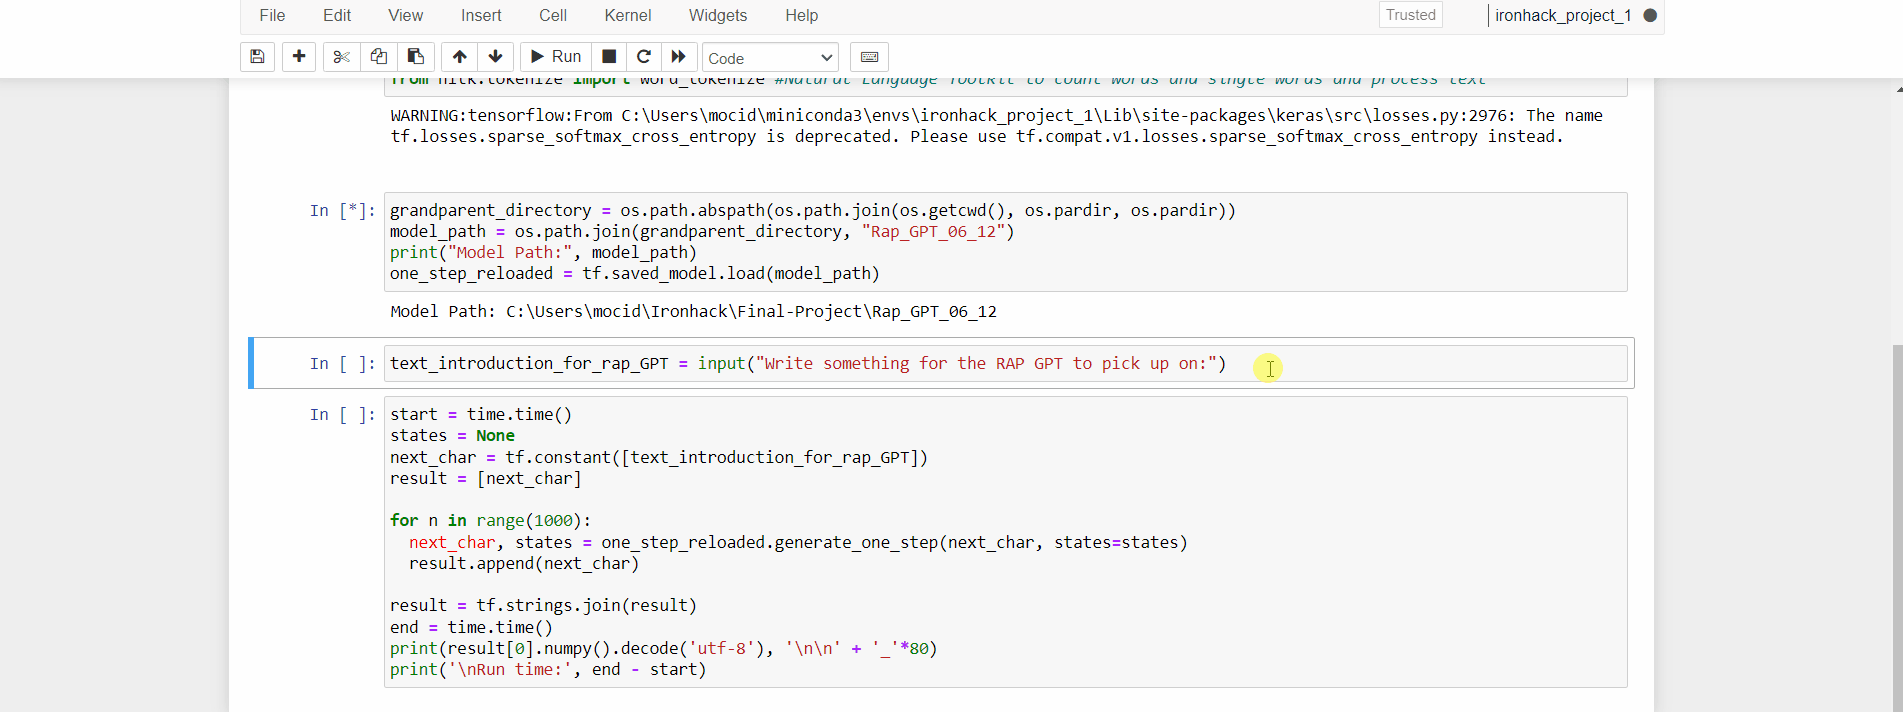 File Edit View Insert Cell Kernel Widgets Help Trusted ironhack_project_1
Run Code
from nltk.tokenize import word_tokenize #Natural Language ToolKit to count words and single words and process text
WARNING:tensorflow:From C:\Users\mocid\miniconda3\envs\ironhack_project_1\Lib\site-packages\keras\src\losses.py:2976: The name
tf.losses.sparse_softmax_cross_entropy is deprecated. Please use tf.compat.v1.losses.sparse_softmax_cross_entropy instead.
In [*]: grandparent_directory = os.path.abspath(os.path.join(os.getcwd(), os.pardir, os.pardir))
model_path = os.path.join(grandparent_directory, "Rap_GPT_06_12")
print("Model Path:", model_path)
one_step_reloaded = tf.saved_model.load(model_path)
Model Path: C:\Users\mocid\Ironhack\Final-Project\Rap_GPT_06_12
In [ ]: text_introduction_for_rap_GPT = input("Write something for the RAP GPT to pick up on:")
In [ ]: start = time.time()
states = None
next_char = tf.constant([text_introduction_for_rap_GPT])
result = [next_char]
for n in range(1000):
  next_char, states = one_step_reloaded.generate_one_step(next_char, states=states)
  result.append(next_char)
result = tf.strings.join(result)
end = time.time()
print(result[0].numpy().decode('utf-8'), '\n\n' + '_'*80)
print('\nRun time:', end - start)